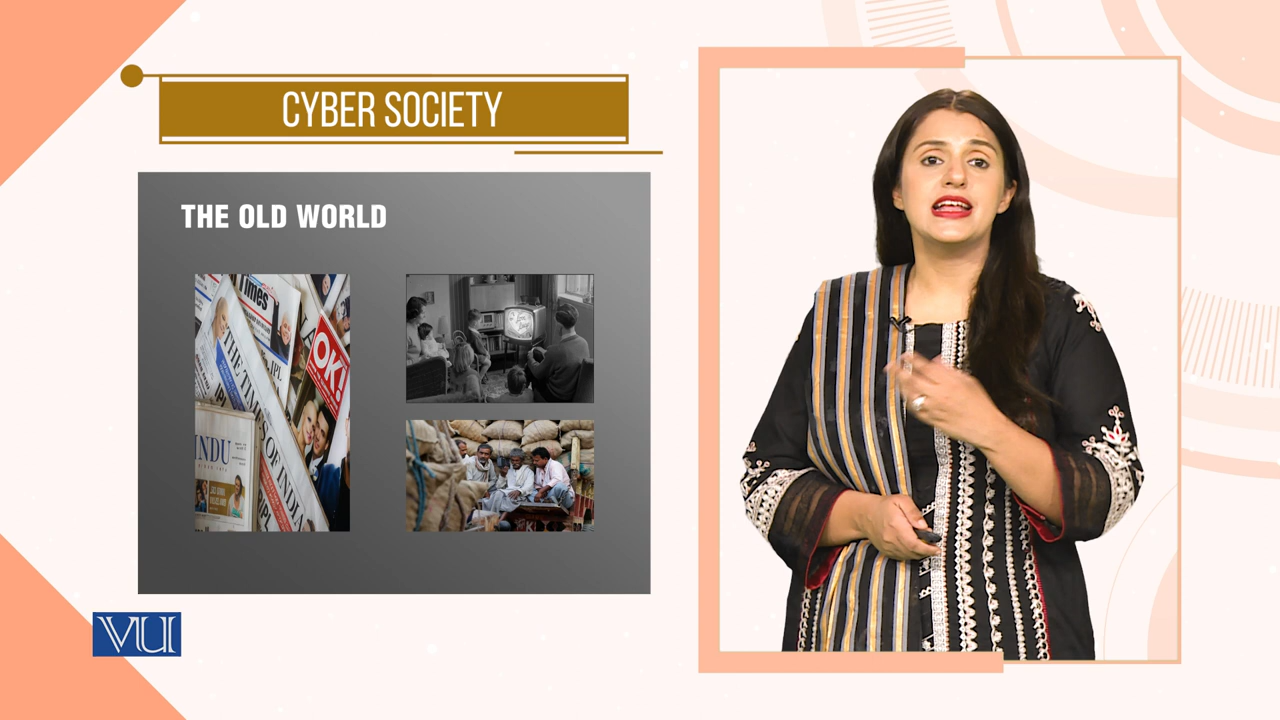 CYBER SOCIETY
THE OLD WORLD
Times
OK!
THE TIMES OF INDIA
INDU
VU